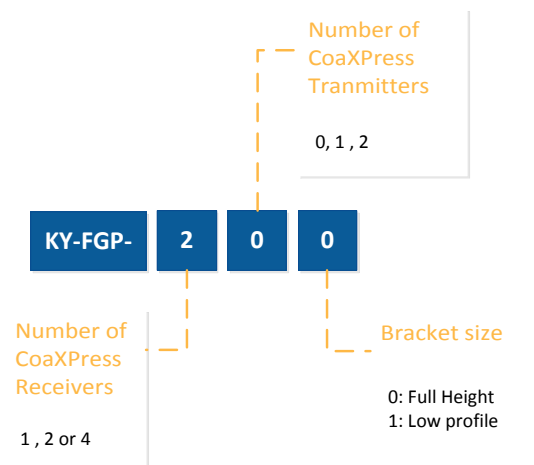 Number of
CoaXPress
Tranmitters
0, 1 , 2
KY-FGP- 2 0 0
Number of
CoaXPress
Receivers
1 , 2 or 4
Bracket size
0: Full Height
1: Low profile